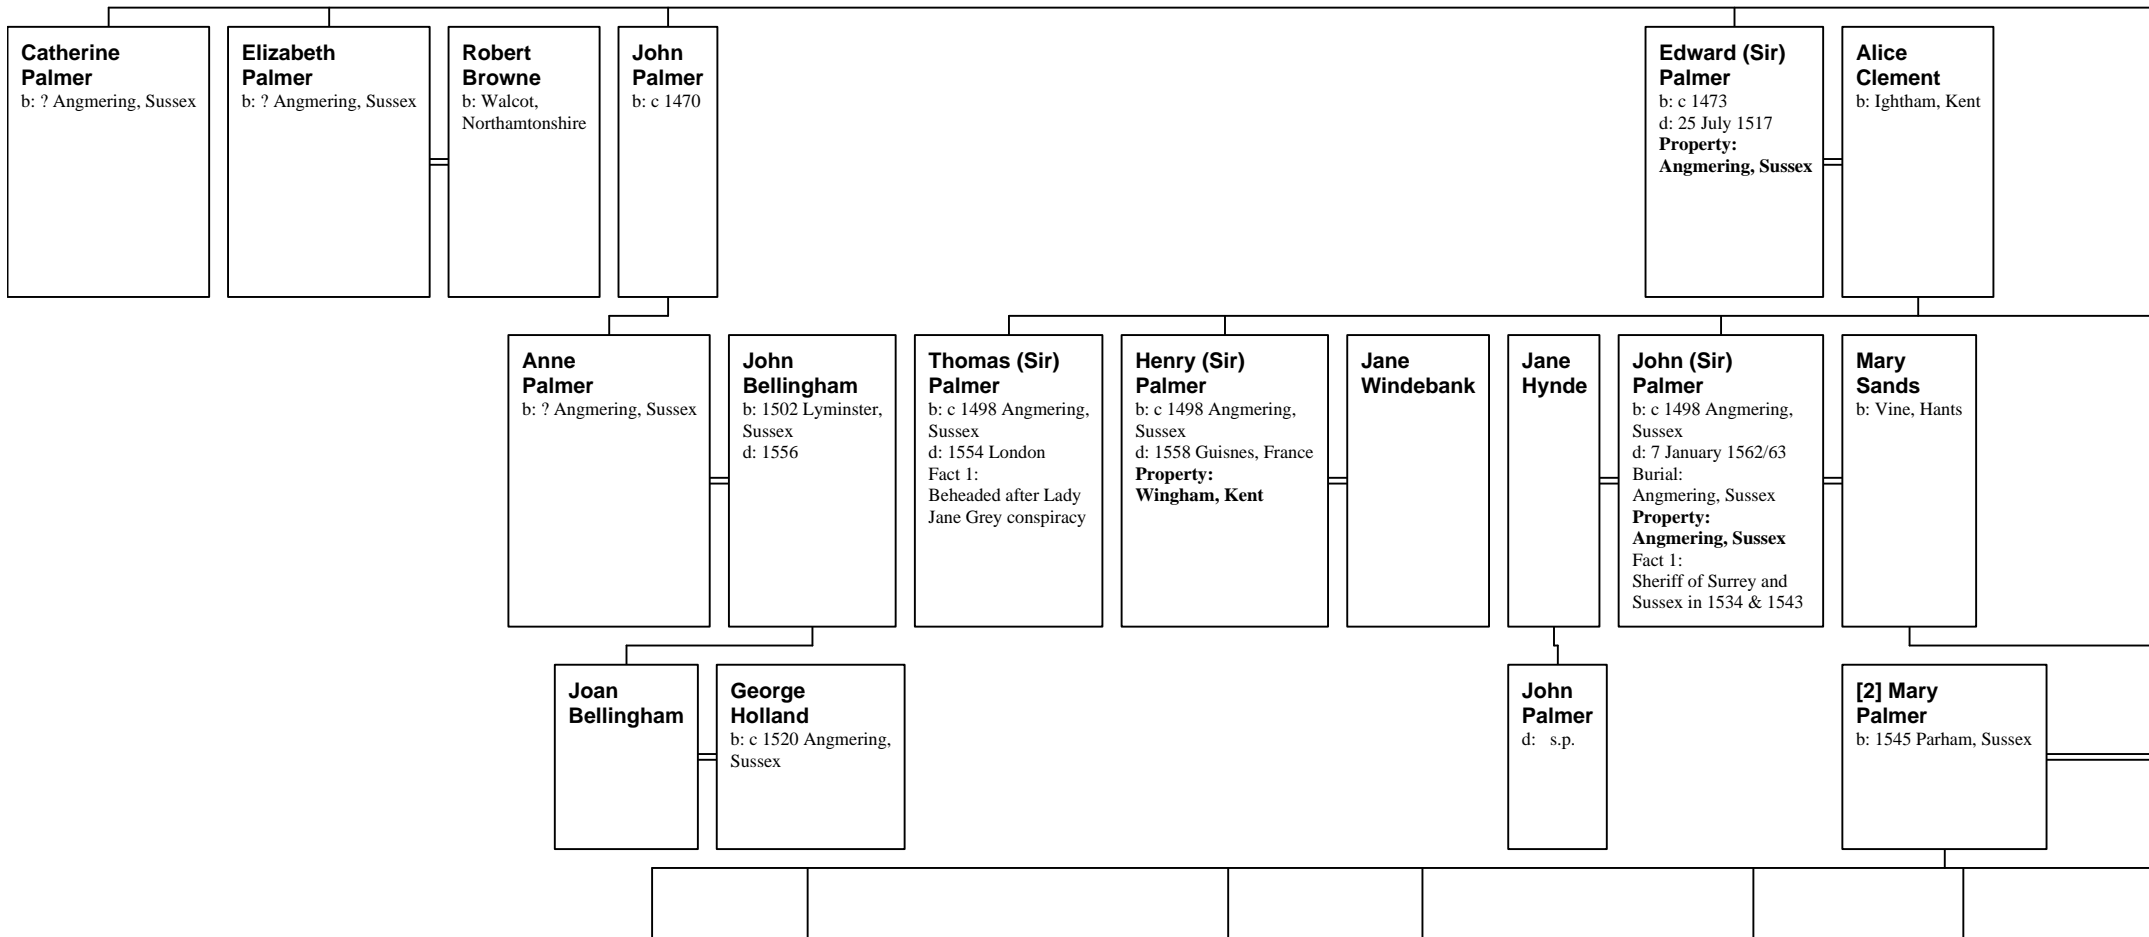 Catherine
Palmer
b: ? Angmering, Sussex
Elizabeth
Palmer
b: ? Angmering, Sussex
Robert
Browne
b: Walcot,
Northamtonshire
John
Palmer
b: c 1470
Edward (Sir)
Palmer
b: c 1473
d: 25 July 1517
Property:
Angmering, Sussex
Alice
Clement
b: Ightham, Kent
Anne
Palmer
b: ? Angmering, Sussex
John
Bellingham
b: 1502 Lyminster,
Sussex
d: 1556
Thomas (Sir)
Palmer
b: c 1498 Angmering,
Sussex
d: 1554 London
Fact 1:
Beheaded after Lady
Jane Grey conspiracy
Henry (Sir)
Palmer
b: c 1498 Angmering,
Sussex
d: 1558 Guisnes, France
Property:
Wingham, Kent
Jane
Windebank
Jane
Hynde
John (Sir)
Palmer
b: c 1498 Angmering,
Sussex
d: 7 January 1562/63
Burial:
Angmering, Sussex
Property:
Angmering, Sussex
Fact 1:
Sheriff of Surrey and
Sussex in 1534 & 1543
Mary
Sands
b: Vine, Hants
Joan
Bellingham
George
Holland
b: c 1520 Angmering,
Sussex
John
Palmer
d: s.p.
[2] Mary
Palmer
b: 1545 Parham, Sussex